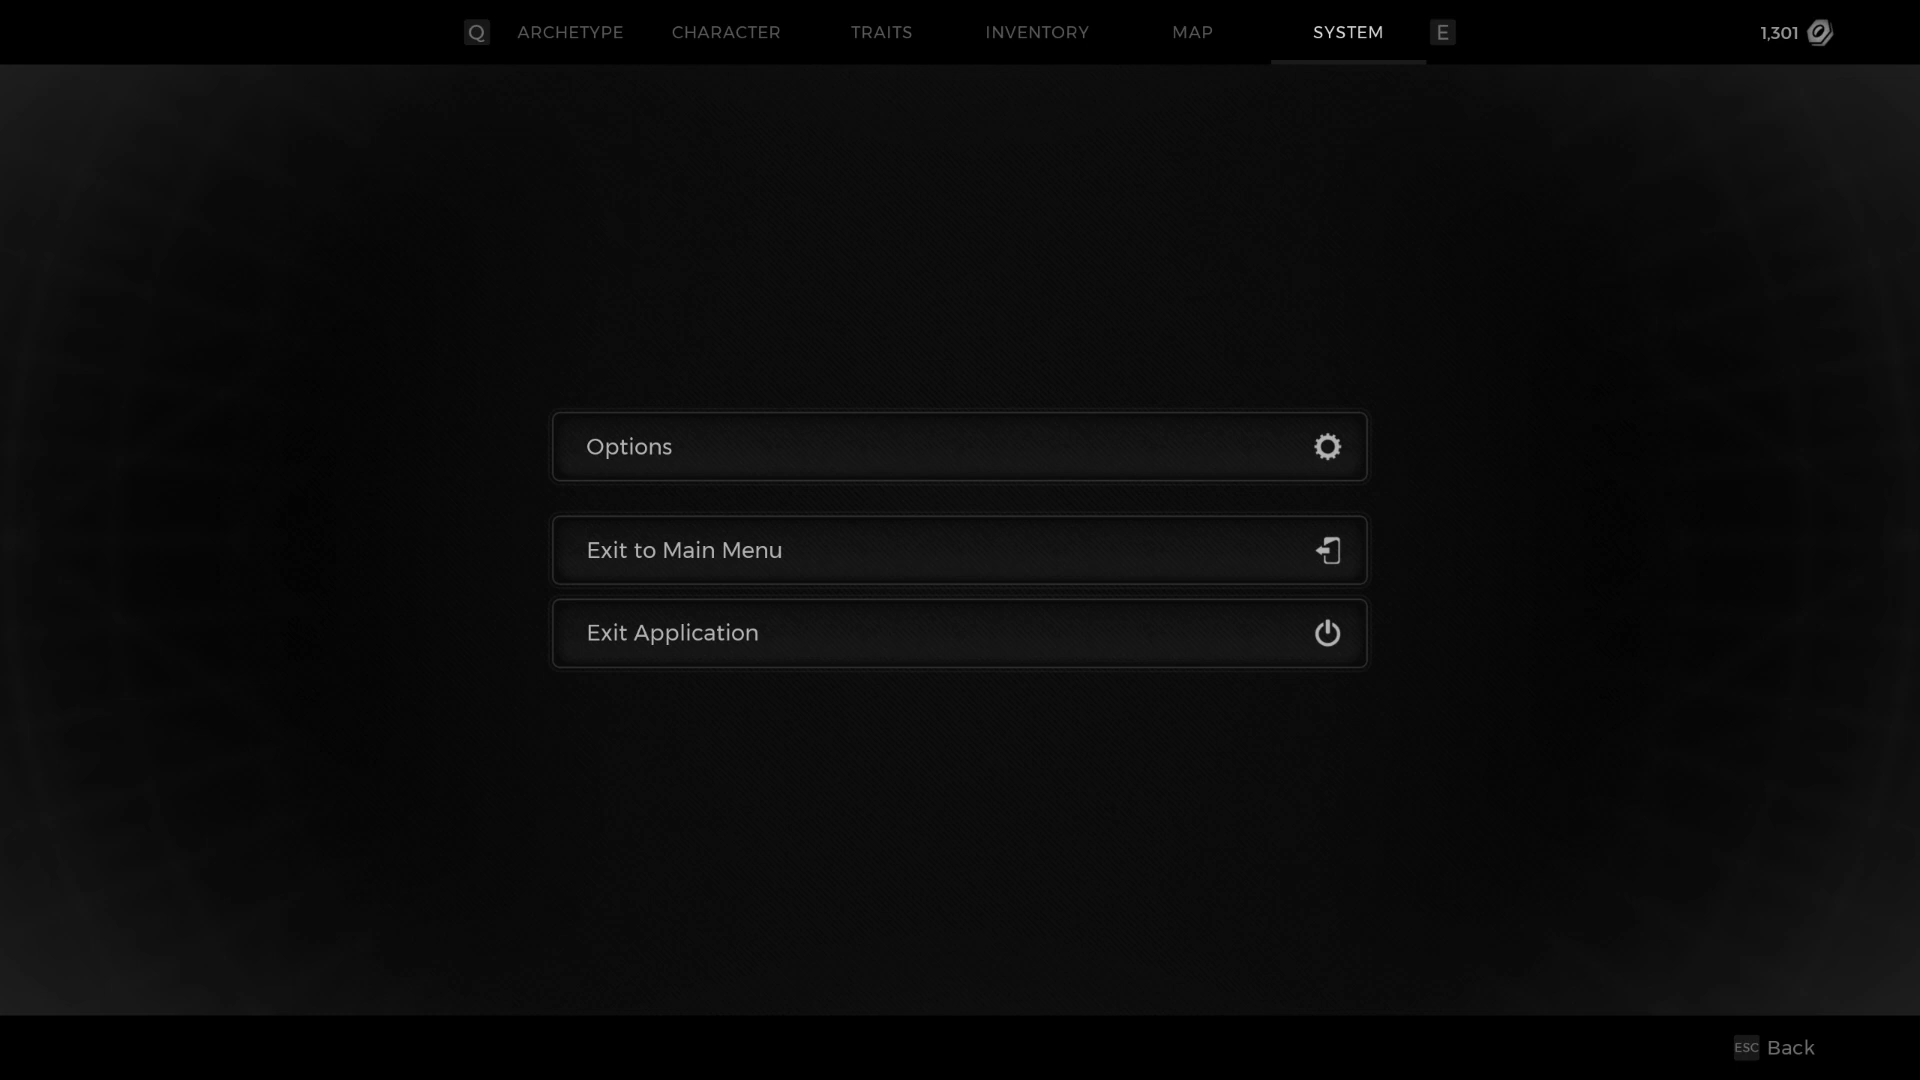 Q ARCHETYPE CHARACTER TRAITS INVENTORY MAP SYSTEM E 1,301
Options
Exit to Main Menu
Exit Application
ESC Back